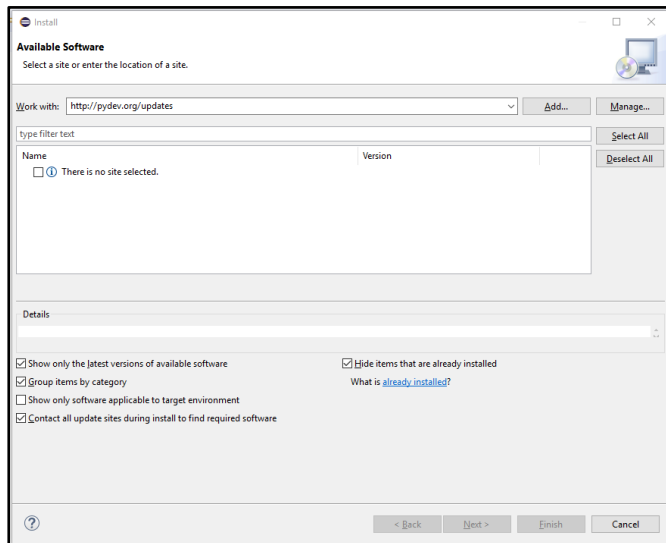 Install
Available Software
Select a site or enter the location of a site.
Work with: http://pydev.org/updates Add... Manage...
type filter text Select All
Name Version Deselect All
There is no site selected.
Details
Show only the latest versions of available software Hide items that are already installed
Group items by category What is already installed?
Show only software applicable to target environment
Contact all update sites during install to find required software
? < Back Next > Finish Cancel